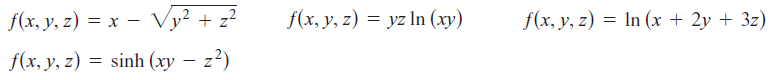 f(x, y, z) = x − √(y² + z²) f(x, y, z) = yz ln (xy) f(x, y, z) = ln (x + 2y + 3z)
f(x, y, z) = sinh (xy − z²)